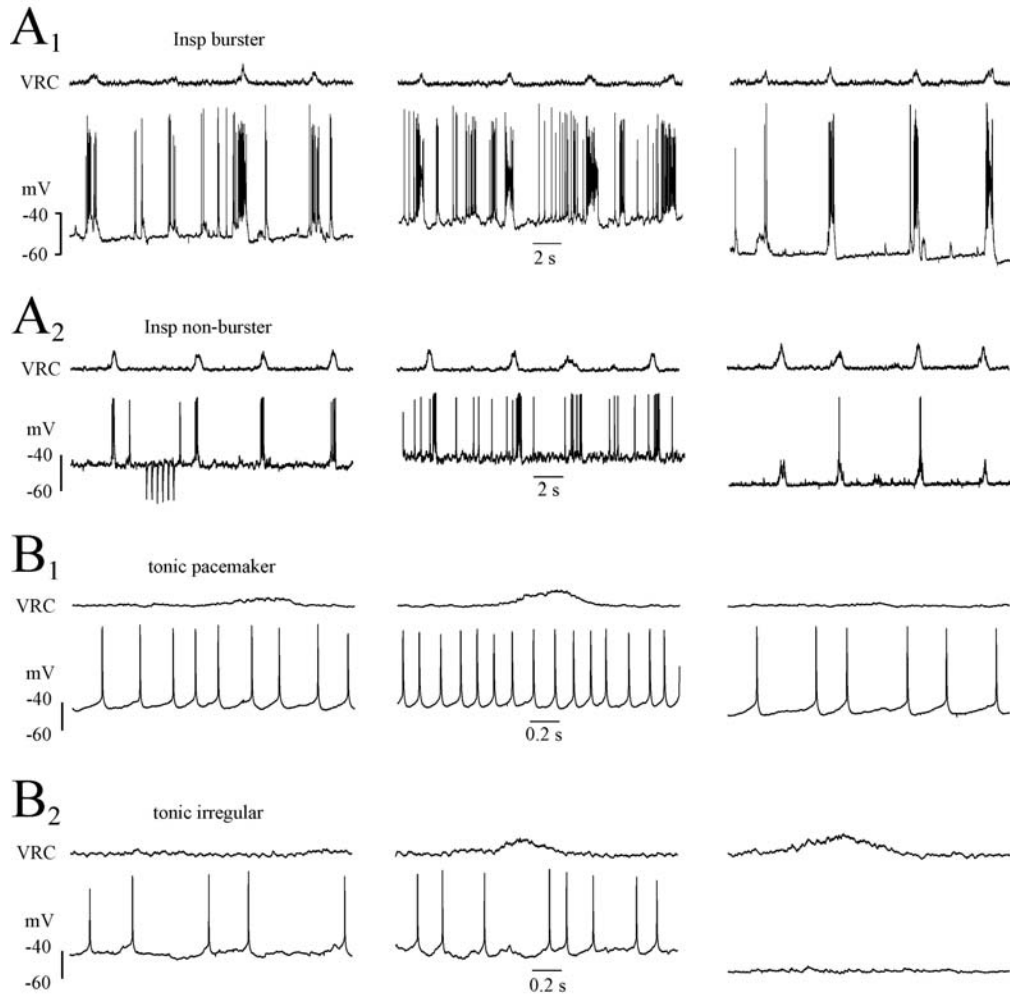 A1
Insp burster
VRC
mV
-40
-60
2 s
A2
Insp non-burster
VRC
mV
-40
-60
2 s
B1
tonic pacemaker
VRC
mV
-40
-60
0.2 s
B2
tonic irregular
VRC
mV
-40
-60
0.2 s